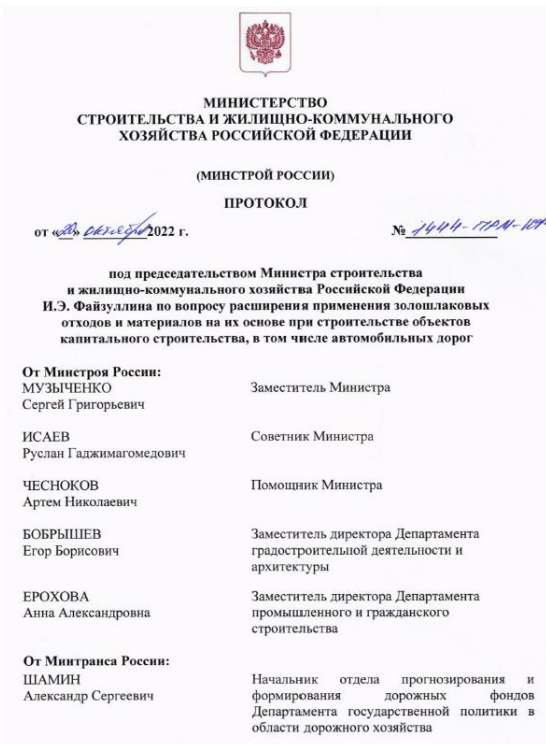 МИНИСТЕРСТВО
СТРОИТЕЛЬСТВА И ЖИЛИЩНО-КОММУНАЛЬНОГО
ХОЗЯЙСТВА РОССИЙСКОЙ ФЕДЕРАЦИИ
(МИНСТРОЙ РОССИИ)
ПРОТОКОЛ
от «20» октября 2022 г. № 1444-ПРМ-
под председательством Министра строительства
и жилищно-коммунального хозяйства Российской Федерации
И.Э. Файзуллина по вопросу расширения применения золошлаковых
отходов и материалов на их основе при строительстве объектов
капитального строительства, в том числе автомобильных дорог
От Минстроя России:
МУЗЫЧЕНКО Заместитель Министра
Сергей Григорьевич
ИСАЕВ Советник Министра
Руслан Гаджимагомедович
ЧЕСНОКОВ Помощник Министра
Артем Николаевич
БОБРЫШЕВ Заместитель директора Департамента
Егор Борисович градостроительной деятельности и
архитектуры
ЕРОХОВА Заместитель директора Департамента
Анна Александровна промышленного и гражданского
строительства
От Минтранса России:
ШАМИН Начальник отдела прогнозирования и
Александр Сергеевич формирования дорожных фондов
Департамента государственной политики в
области дорожного хозяйства